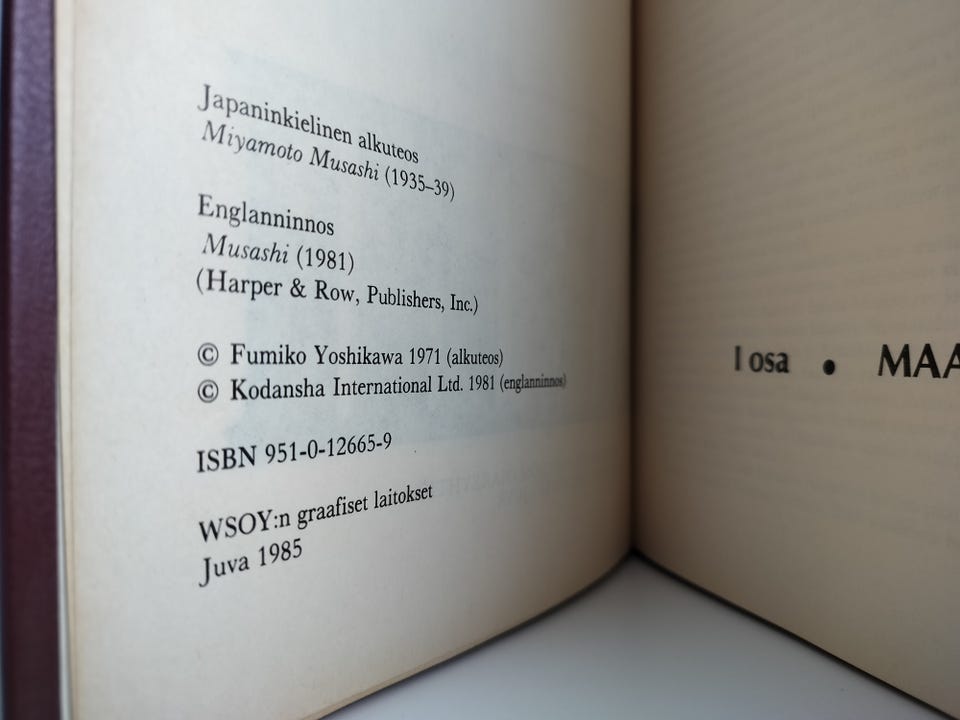 Japaninkielinen alkuteos
Miyamoto Musashi (1935–39)
Englanninnos
Musashi (1981)
(Harper & Row, Publishers, Inc.)
© Fumiko Yoshikawa 1971 (alkuteos)
© Kodansha International Ltd. 1981 (englanninnos)
ISBN 951-0-12665-9
WSOY:n graafiset laitokset
Juva 1985
I osa • MAA